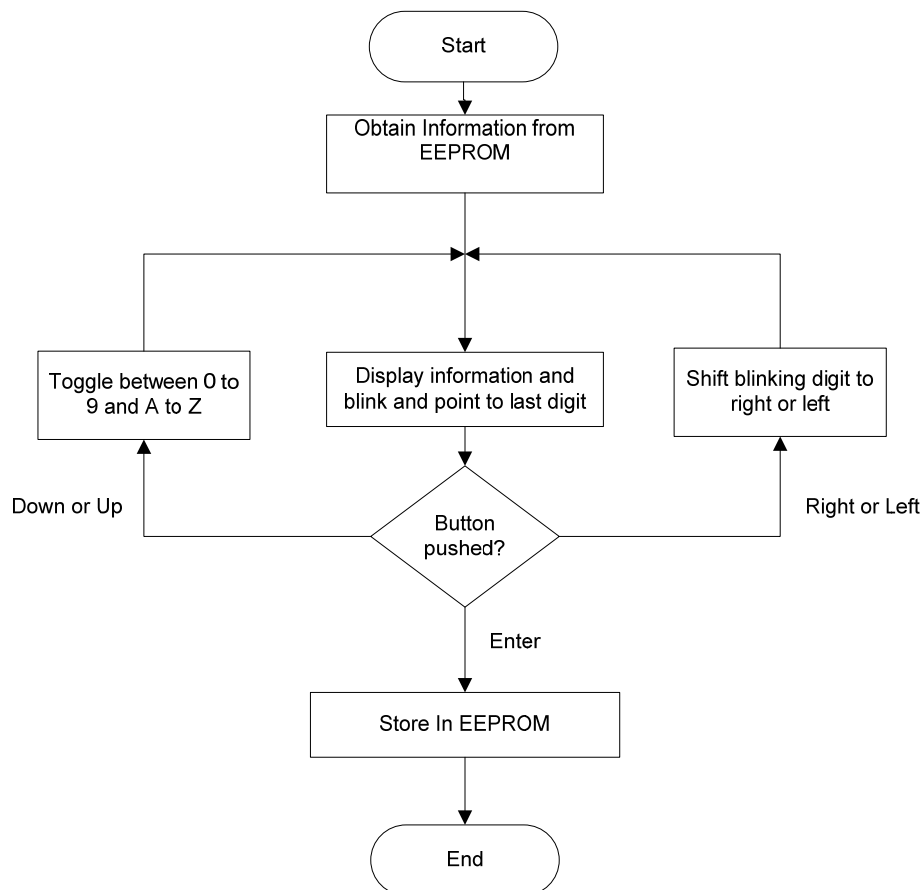 Start
Obtain Information from
EEPROM
Toggle between 0 to
9 and A to Z
Display information and
blink and point to last digit
Shift blinking digit to
right or left
Down or Up
Button
pushed?
Right or Left
Enter
Store In EEPROM
End